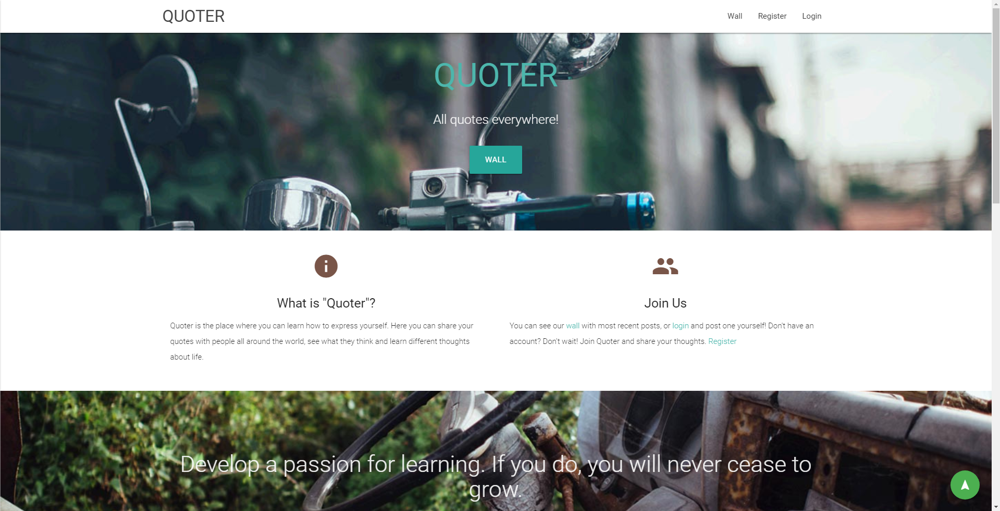 QUOTER
Wall Register Login
QUOTER
All quotes everywhere!
WALL
What is "Quoter"?
Quoter is the place where you can learn how to express yourself. Here you can share your
quotes with people all around the world, see what they think and learn different thoughts
about life.
Join Us
You can see our wall with most recent posts, or login and post one yourself! Don't have an
account? Don't wait! Join Quoter and share your thoughts. Register
Develop a passion for learning. If you do, you will never cease to
grow.